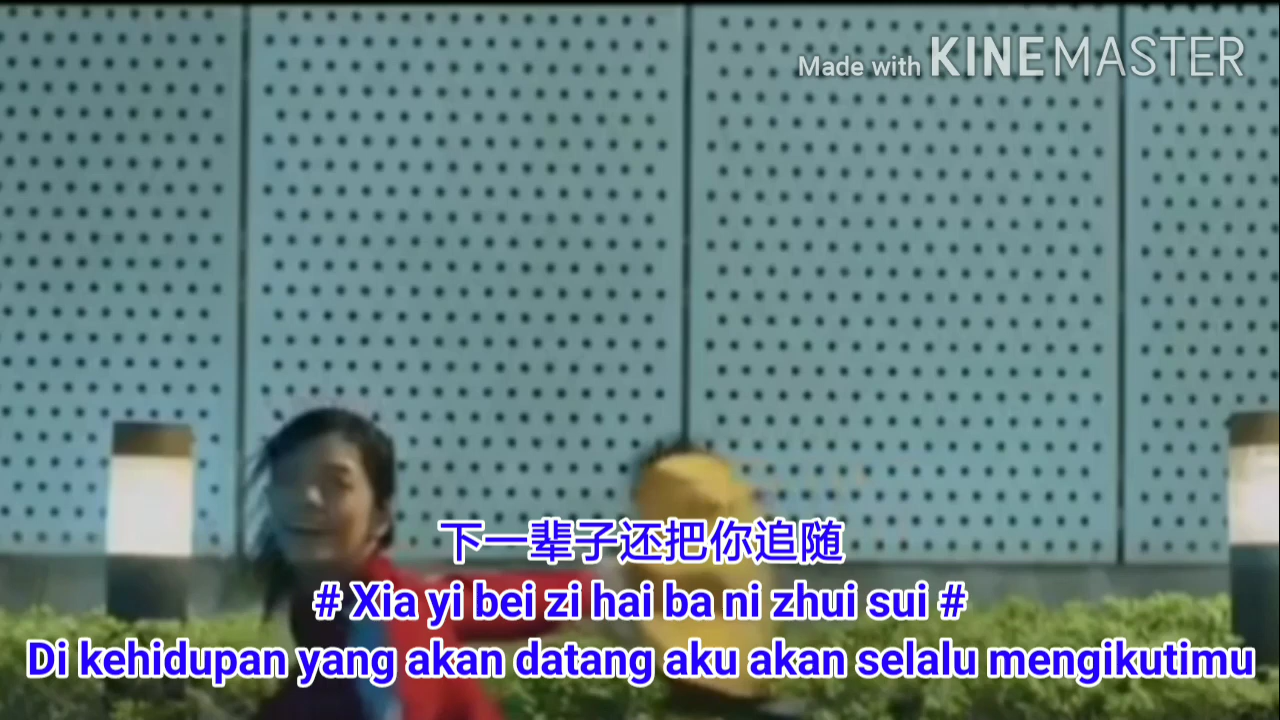 Made with KINEMASTER
下一辈子还把你追随
# Xia yi bei zi hai ba ni zhui sui #
Di kehidupan yang akan datang aku akan selalu mengikutimu